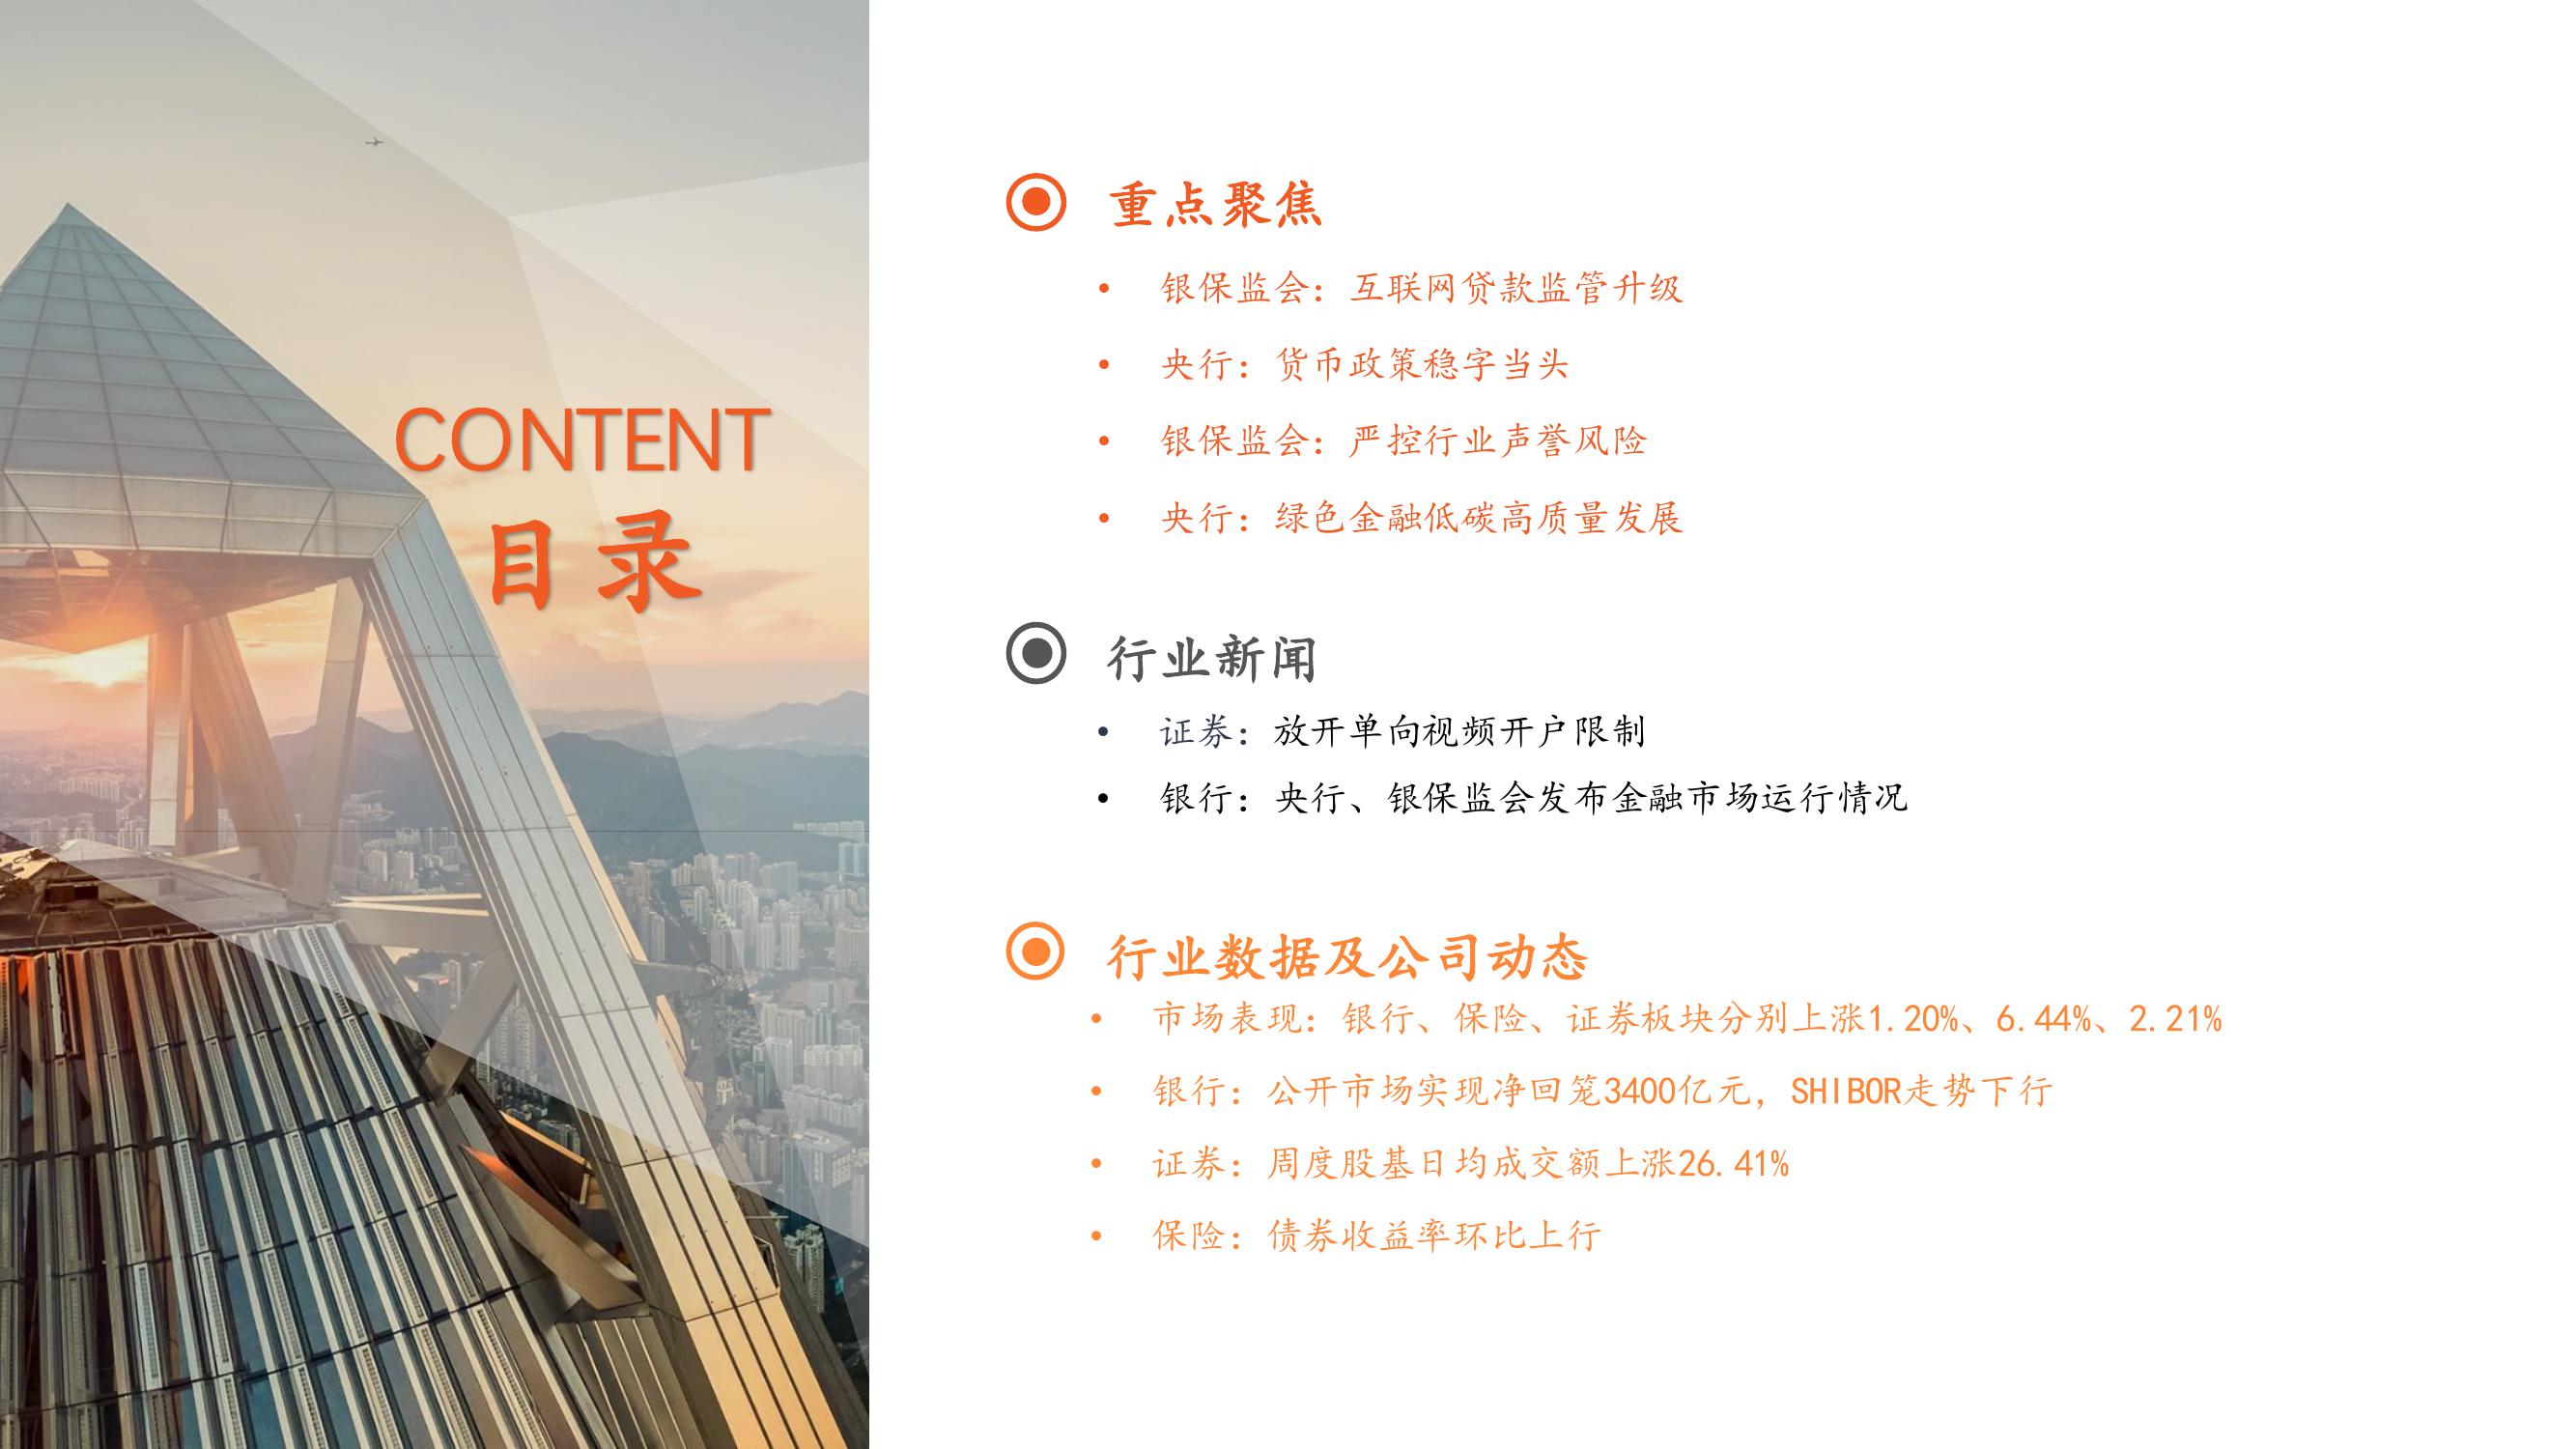 CONTENT
目录
重点聚焦
• 银保监会：互联网贷款监管升级
• 央行：货币政策稳字当头
• 银保监会：严控行业声誉风险
• 央行：绿色金融低碳高质量发展
行业新闻
• 证券：放开单向视频开户限制
• 银行：央行、银保监会发布金融市场运行情况
行业数据及公司动态
• 市场表现：银行、保险、证券板块分别上涨1.20%、6.44%、2.21%
• 银行：公开市场实现净回笼3400亿元，SHIBOR走势下行
• 证券：周度股基日均成交额上涨26.41%
• 保险：债券收益率环比上行